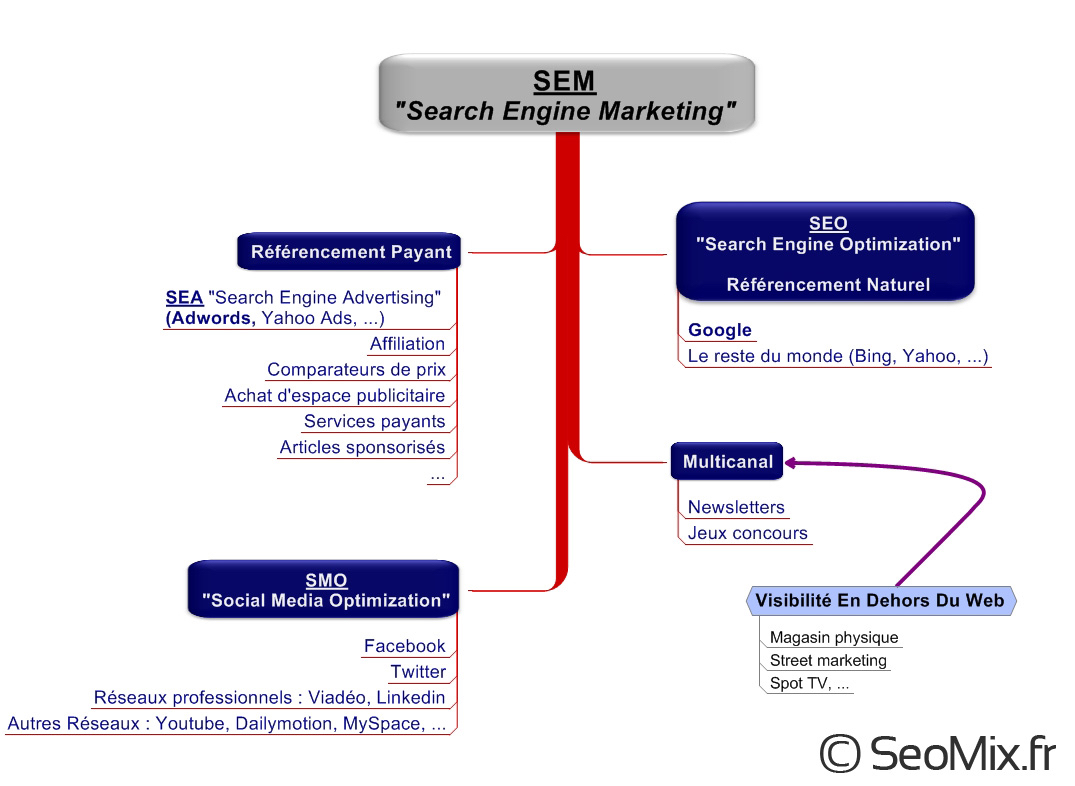 SEM
"Search Engine Marketing"
Référencement Payant
SEA "Search Engine Advertising"
(Adwords, Yahoo Ads, ...)
Affiliation
Comparateurs de prix
Achat d'espace publicitaire
Services payants
Articles sponsorisés
...
SEO
"Search Engine Optimization"
Référencement Naturel
Google
Le reste du monde (Bing, Yahoo, ...)
Multicanal
Newsletters
Jeux concours
SMO
"Social Media Optimization"
Facebook
Twitter
Réseaux professionnels : Viadéo, Linkedin
Autres Réseaux : Youtube, Dailymotion, MySpace, ...
Visibilité En Dehors Du Web
Magasin physique
Street marketing
Spot TV, ...
© SeoMix.fr